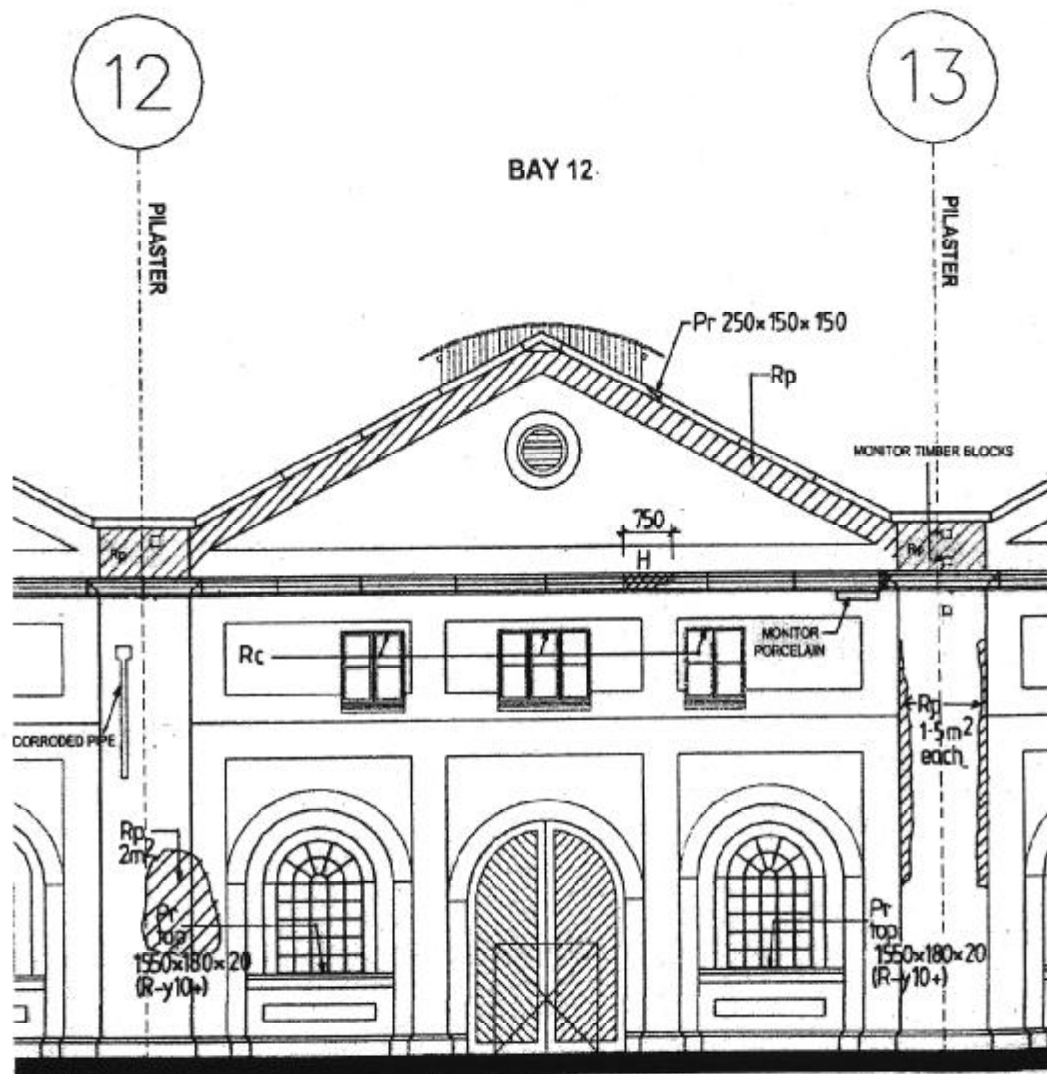 12
13
BAY 12
PILASTER
PILASTER
Pr 250×150×150
Rp
MONITOR TIMBER BLOCKS
750
Rp
Rp
H
Rc
MONITOR
PORCELAIN
CORRODED PIPE
Rp
1·5m²
each
Rp
2m²
Pr
top
1550×180×20
(R-y10+)
Pr
top
1550×180×20
(R-y10+)